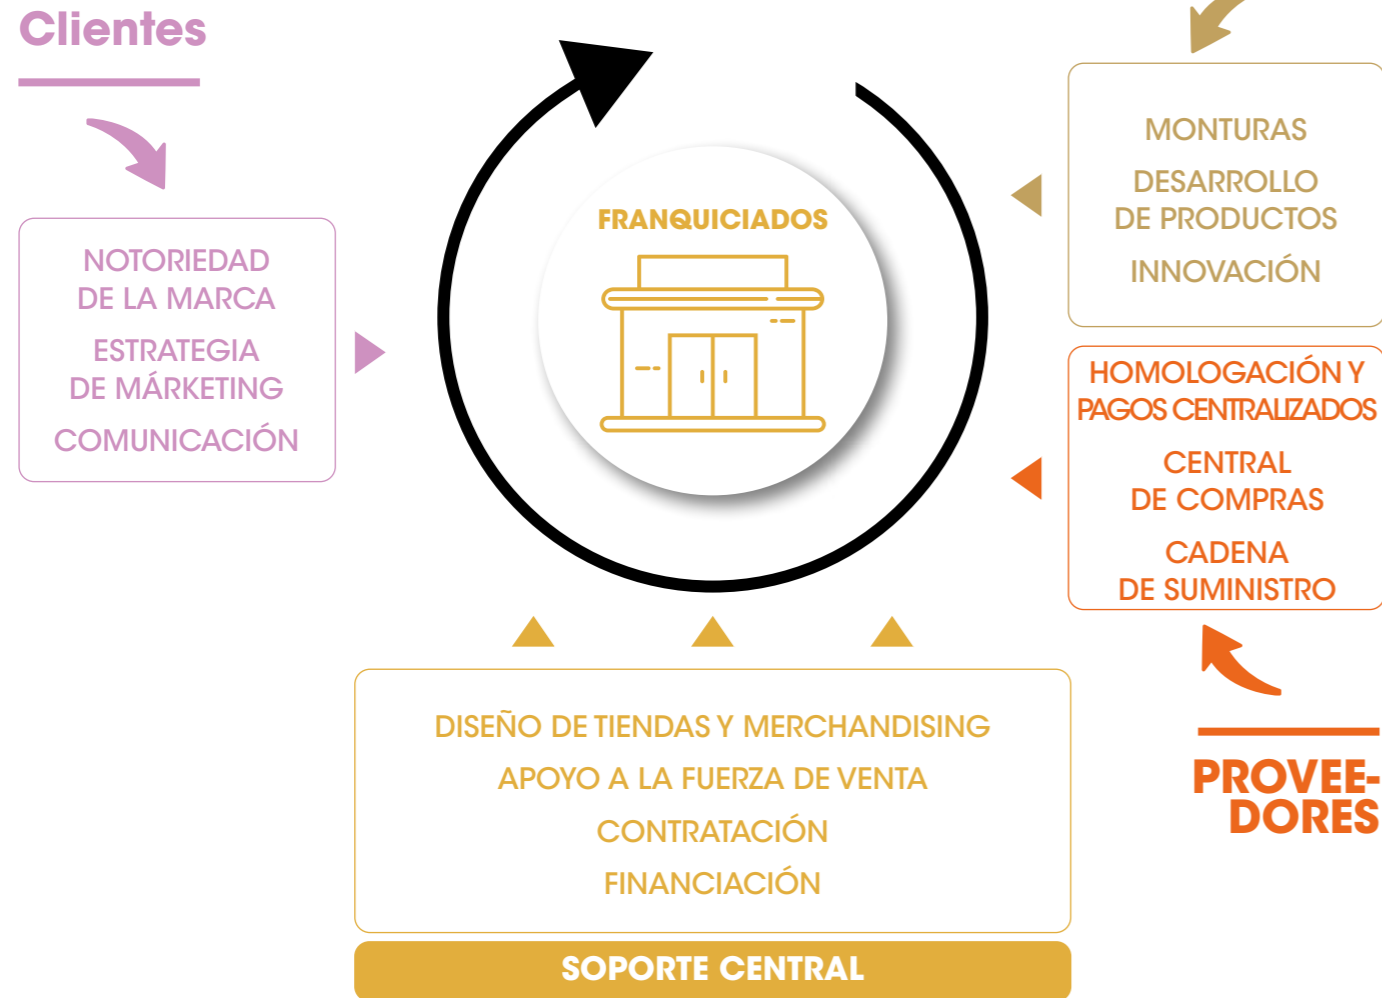 Clientes
NOTORIEDAD
DE LA MARCA
ESTRATEGIA
DE MÁRKETING
COMUNICACIÓN
FRANQUICIADOS
MONTURAS
DESARROLLO
DE PRODUCTOS
INNOVACIÓN
HOMOLOGACIÓN Y
PAGOS CENTRALIZADOS
CENTRAL
DE COMPRAS
CADENA
DE SUMINISTRO
PROVEE-
DORES
DISEÑO DE TIENDAS Y MERCHANDISING
APOYO A LA FUERZA DE VENTA
CONTRATACIÓN
FINANCIACIÓN
SOPORTE CENTRAL